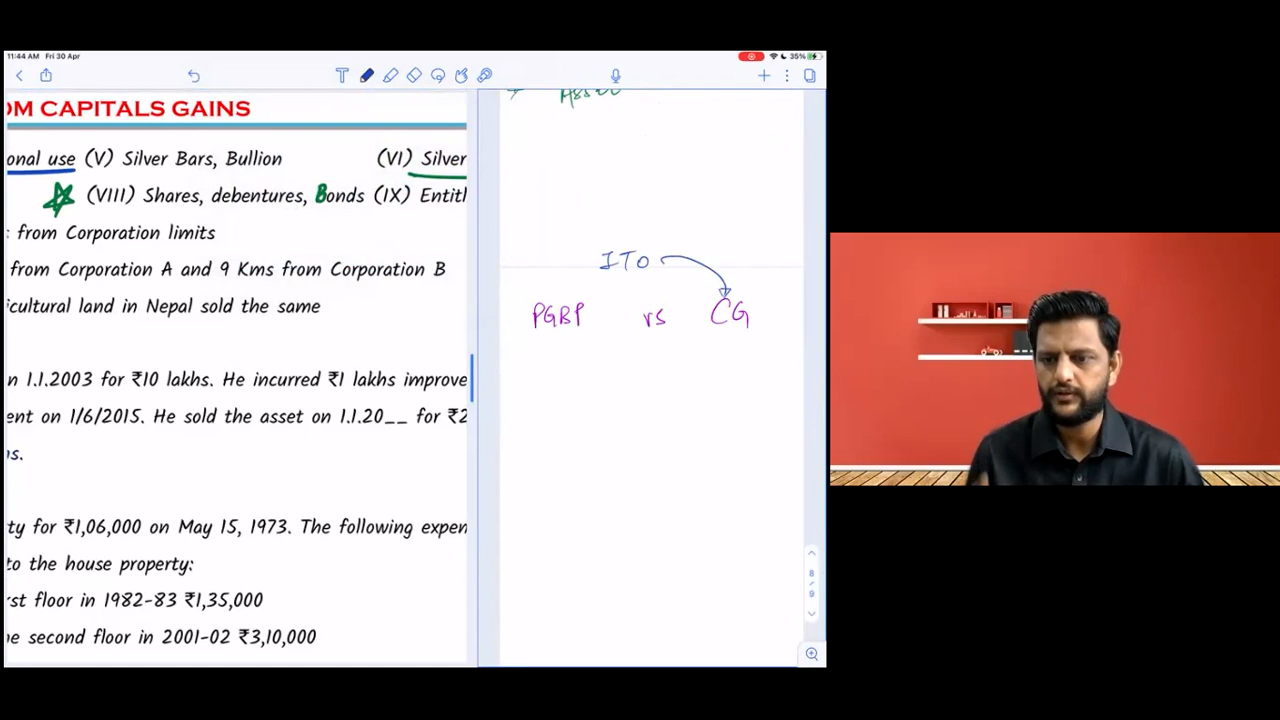 11:44 AM Fri 30 Apr
35%
OM CAPITALS GAINS
onal use (V) Silver Bars, Bullion (VI) Silver
(VIII) Shares, debentures, Bonds (IX) Entitl
from Corporation limits
from Corporation A and 9 Kms from Corporation B
icultural land in Nepal sold the same
n 1.1.2003 for ₹10 lakhs. He incurred ₹1 lakhs improve
ent on 1/6/2015. He sold the asset on 1.1.20__ for ₹2
ns.
ty for ₹1,06,000 on May 15, 1973. The following expen
to the house property:
rst floor in 1982-83 ₹1,35,000
he second floor in 2001-02 ₹3,10,000
ITO
PGBP vs CG
8/9